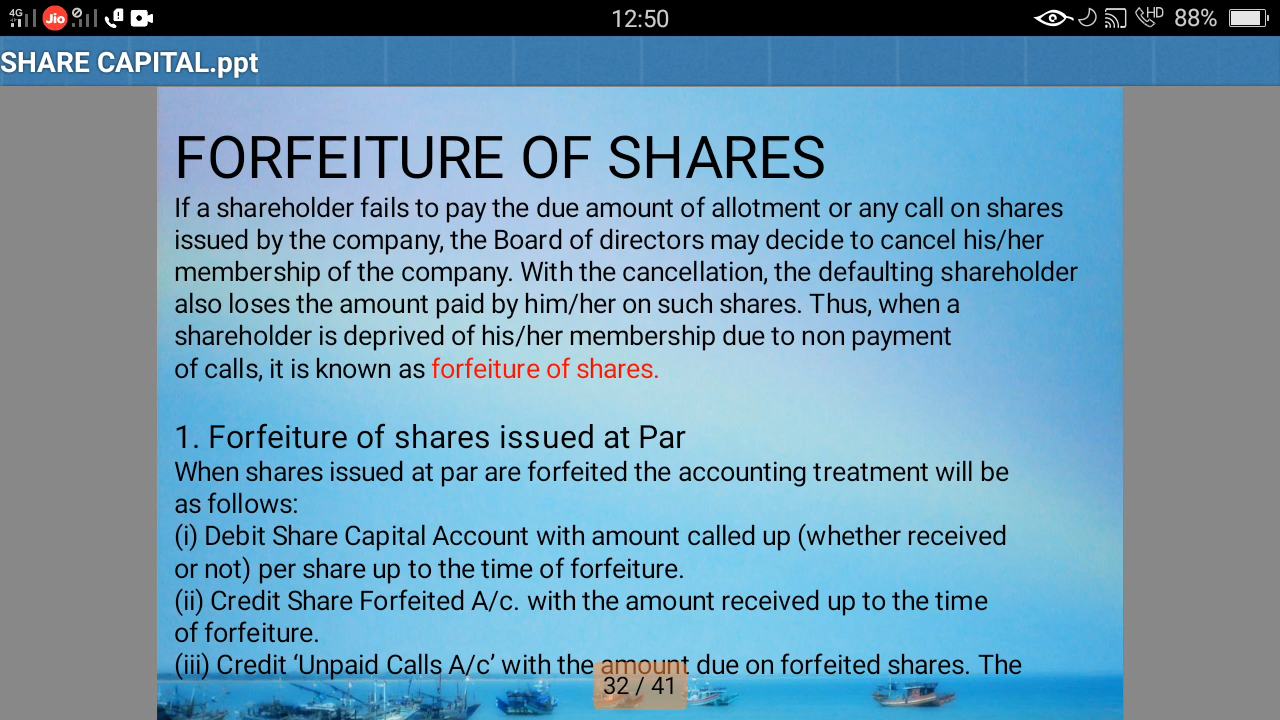 4G Jio 12:50 HD 88%
SHARE CAPITAL.ppt
FORFEITURE OF SHARES
If a shareholder fails to pay the due amount of allotment or any call on shares
issued by the company, the Board of directors may decide to cancel his/her
membership of the company. With the cancellation, the defaulting shareholder
also loses the amount paid by him/her on such shares. Thus, when a
shareholder is deprived of his/her membership due to non payment
of calls, it is known as forfeiture of shares.
1. Forfeiture of shares issued at Par
When shares issued at par are forfeited the accounting treatment will be
as follows:
(i) Debit Share Capital Account with amount called up (whether received
or not) per share up to the time of forfeiture.
(ii) Credit Share Forfeited A/c. with the amount received up to the time
of forfeiture.
(iii) Credit ‘Unpaid Calls A/c’ with the amount due on forfeited shares. The
32 / 41